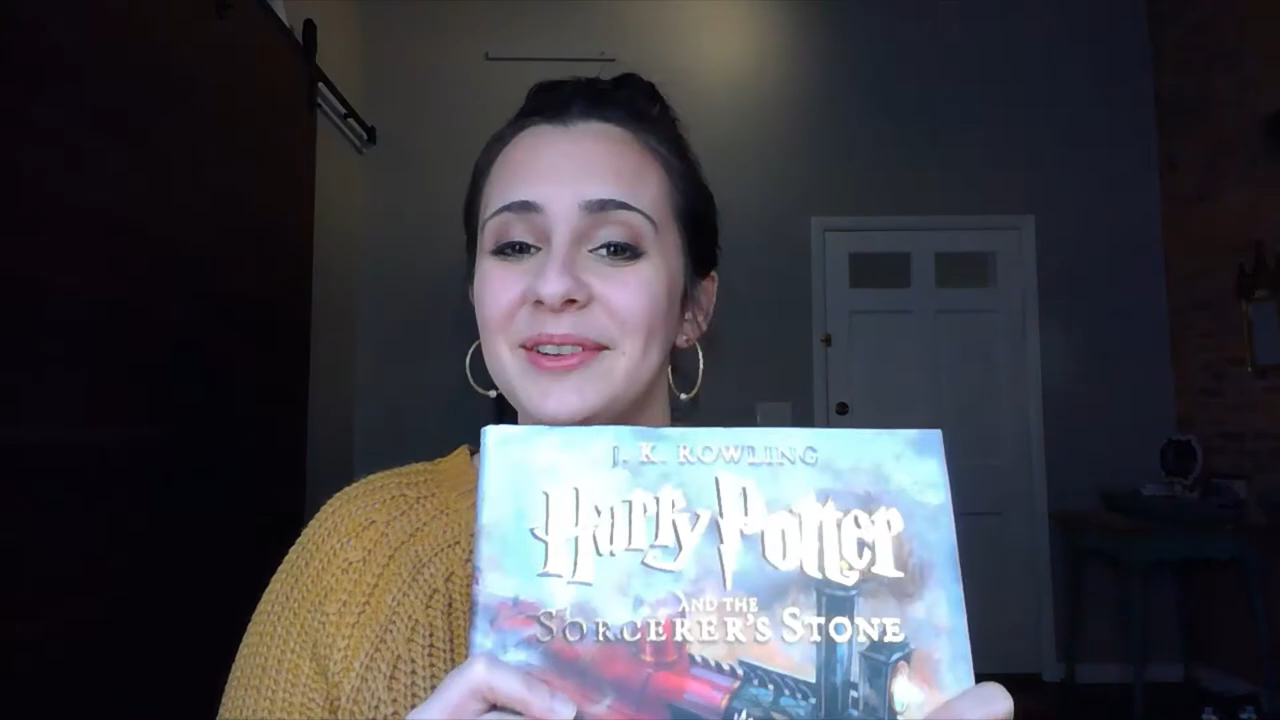 J. K. ROWLING
Harry Potter
AND THE
SORCERER'S STONE